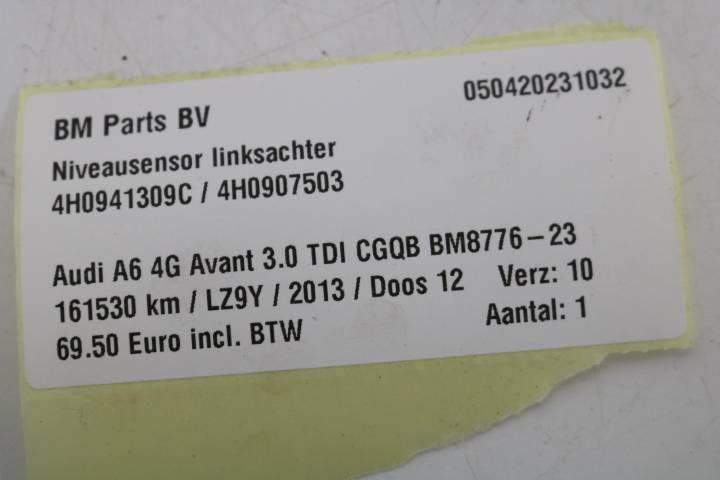 BM Parts BV 050420231032
Niveausensor linksachter
4H0941309C / 4H0907503
Audi A6 4G Avant 3.0 TDI CGQB BM8776-23
161530 km / LZ9Y / 2013 / Doos 12 Verz: 10
69.50 Euro incl. BTW Aantal: 1